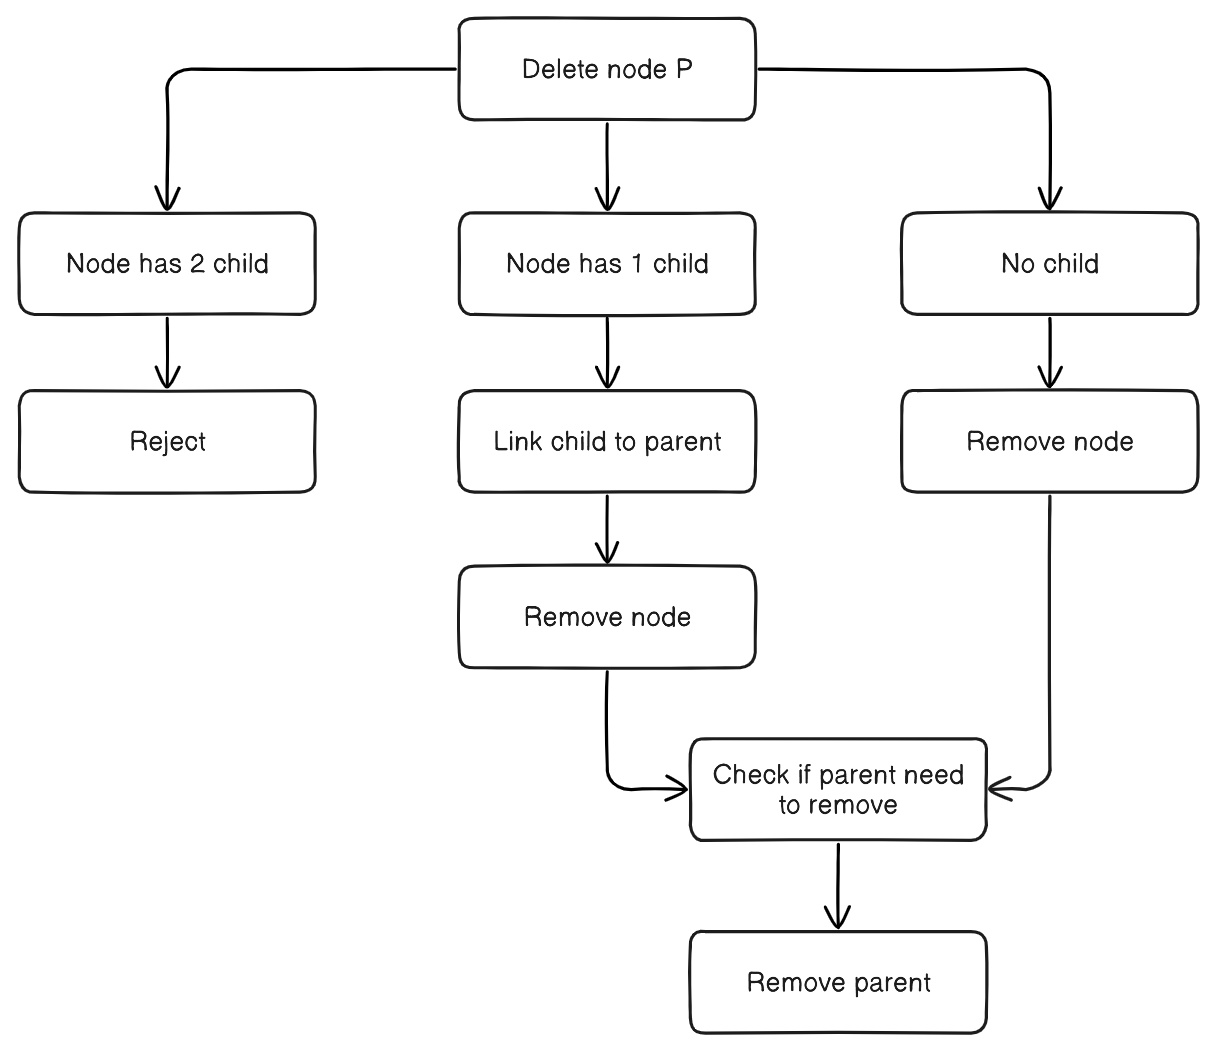 Delete node P
Node has 2 child
Node has 1 child
No child
Reject
Link child to parent
Remove node
Remove node
Check if parent need
to remove
Remove parent